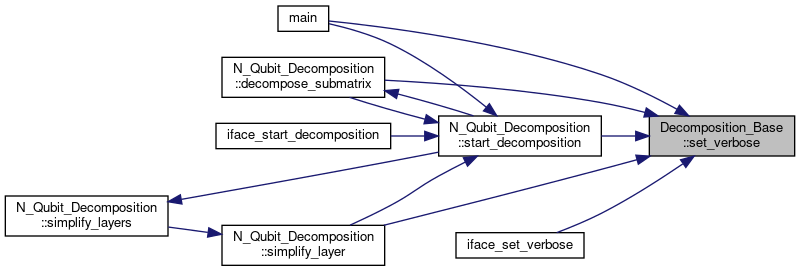 main
N_Qubit_Decomposition
::decompose_submatrix
iface_start_decomposition
N_Qubit_Decomposition
::start_decomposition
Decomposition_Base
::set_verbose
N_Qubit_Decomposition
::simplify_layers
N_Qubit_Decomposition
::simplify_layer
iface_set_verbose